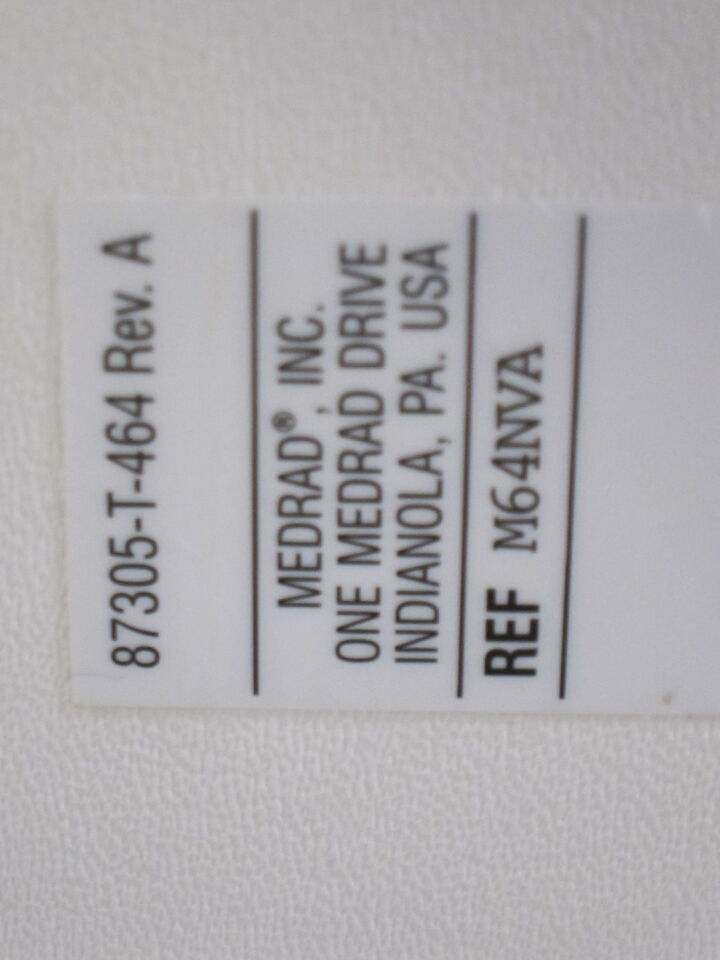 87305-T-464 Rev. A
MEDRAD®, INC.
ONE MEDRAD DRIVE
INDIANOLA, PA. USA
REF M64NVA